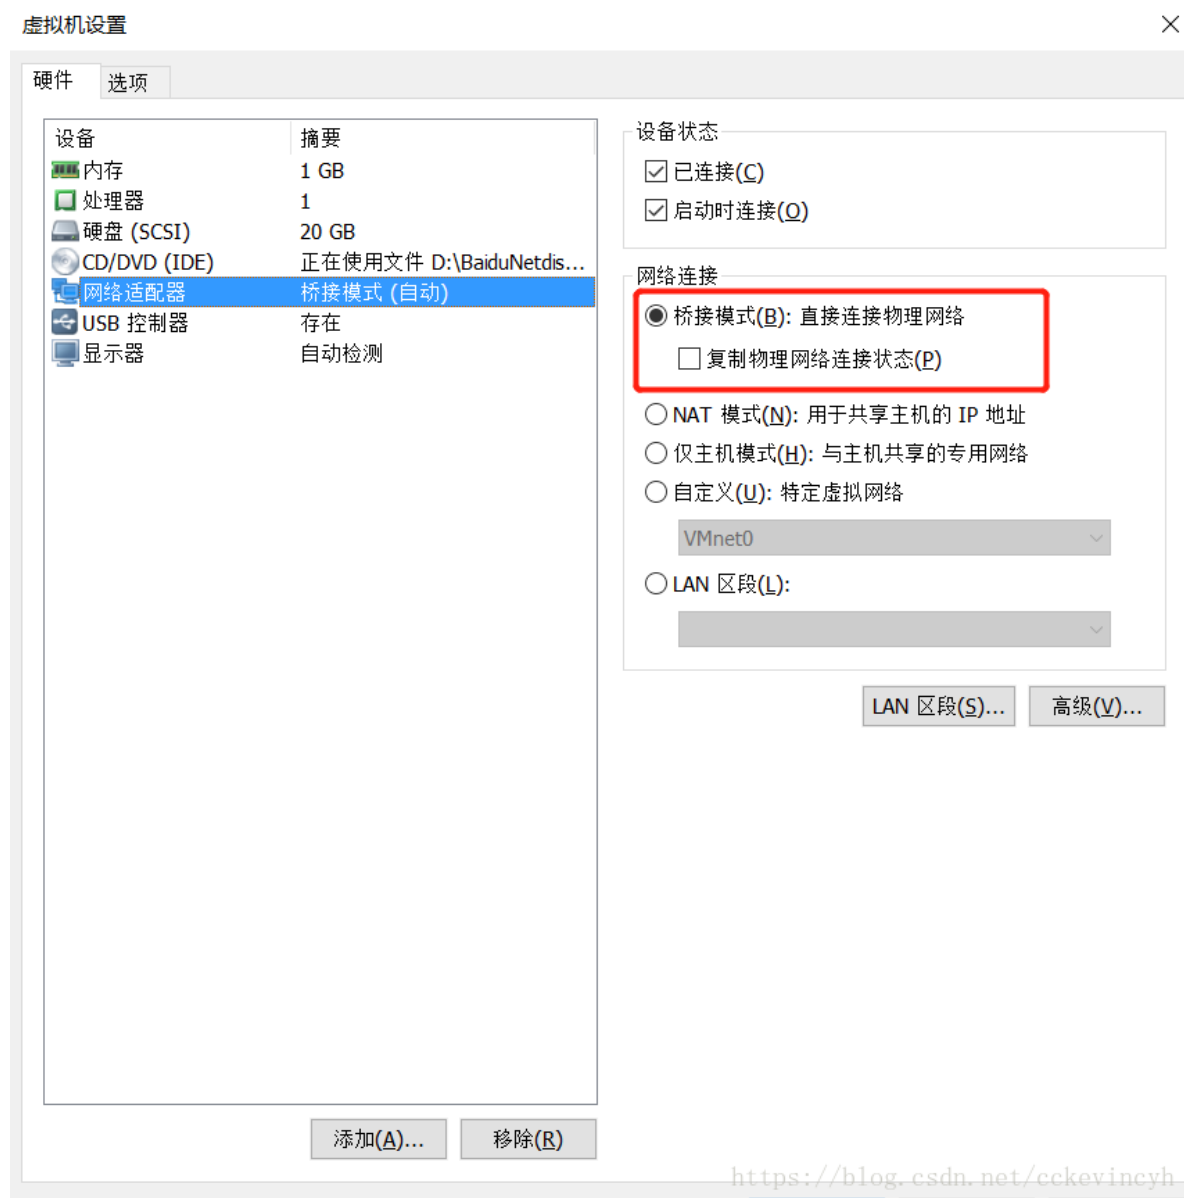 虚拟机设置
硬件 选项
设备 摘要
内存 1 GB
处理器 1
硬盘 (SCSI) 20 GB
CD/DVD (IDE) 正在使用文件 D:\BaiduNetdis...
网络适配器 桥接模式 (自动)
USB 控制器 存在
显示器 自动检测
添加(A)... 移除(R)
设备状态
已连接(C)
启动时连接(O)
网络连接
桥接模式(B): 直接连接物理网络
复制物理网络连接状态(P)
NAT 模式(N): 用于共享主机的 IP 地址
仅主机模式(H): 与主机共享的专用网络
自定义(U): 特定虚拟网络
VMnet0
LAN 区段(L):
LAN 区段(S)... 高级(V)...
https://blog.csdn.net/cckevincyh